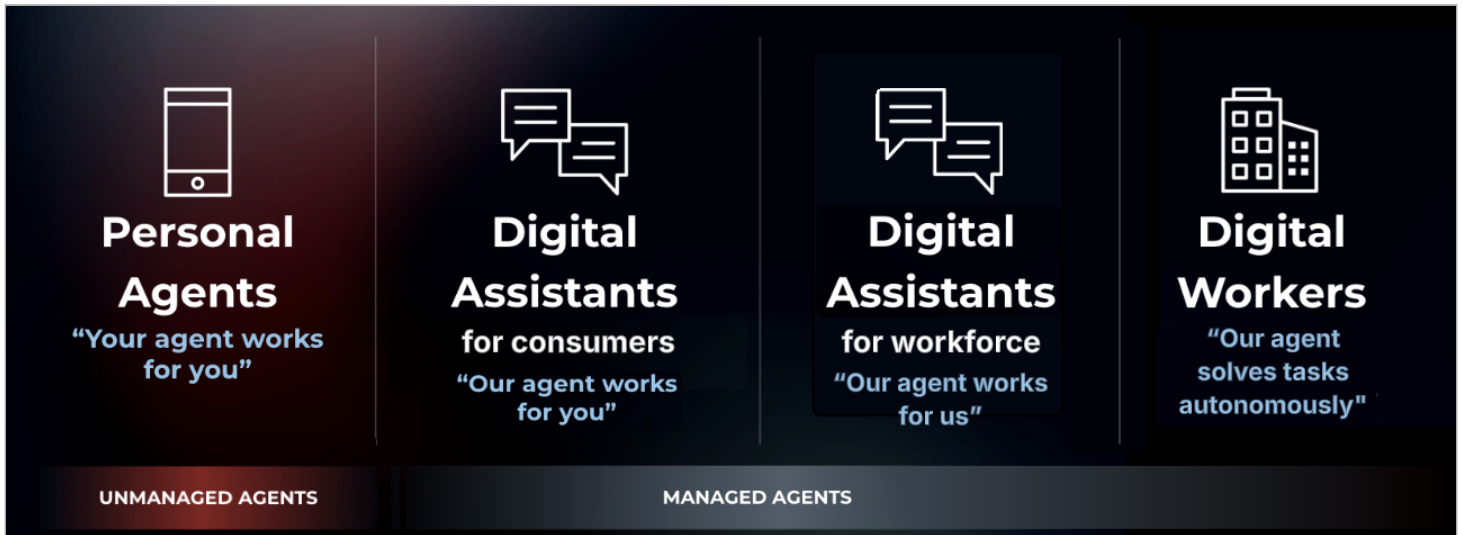 Personal
Agents
“Your agent works
for you”
Digital
Assistants
for consumers
“Our agent works
for you”
Digital
Assistants
for workforce
“Our agent works
for us”
Digital
Workers
“Our agent
solves tasks
autonomously"
UNMANAGED AGENTS
MANAGED AGENTS